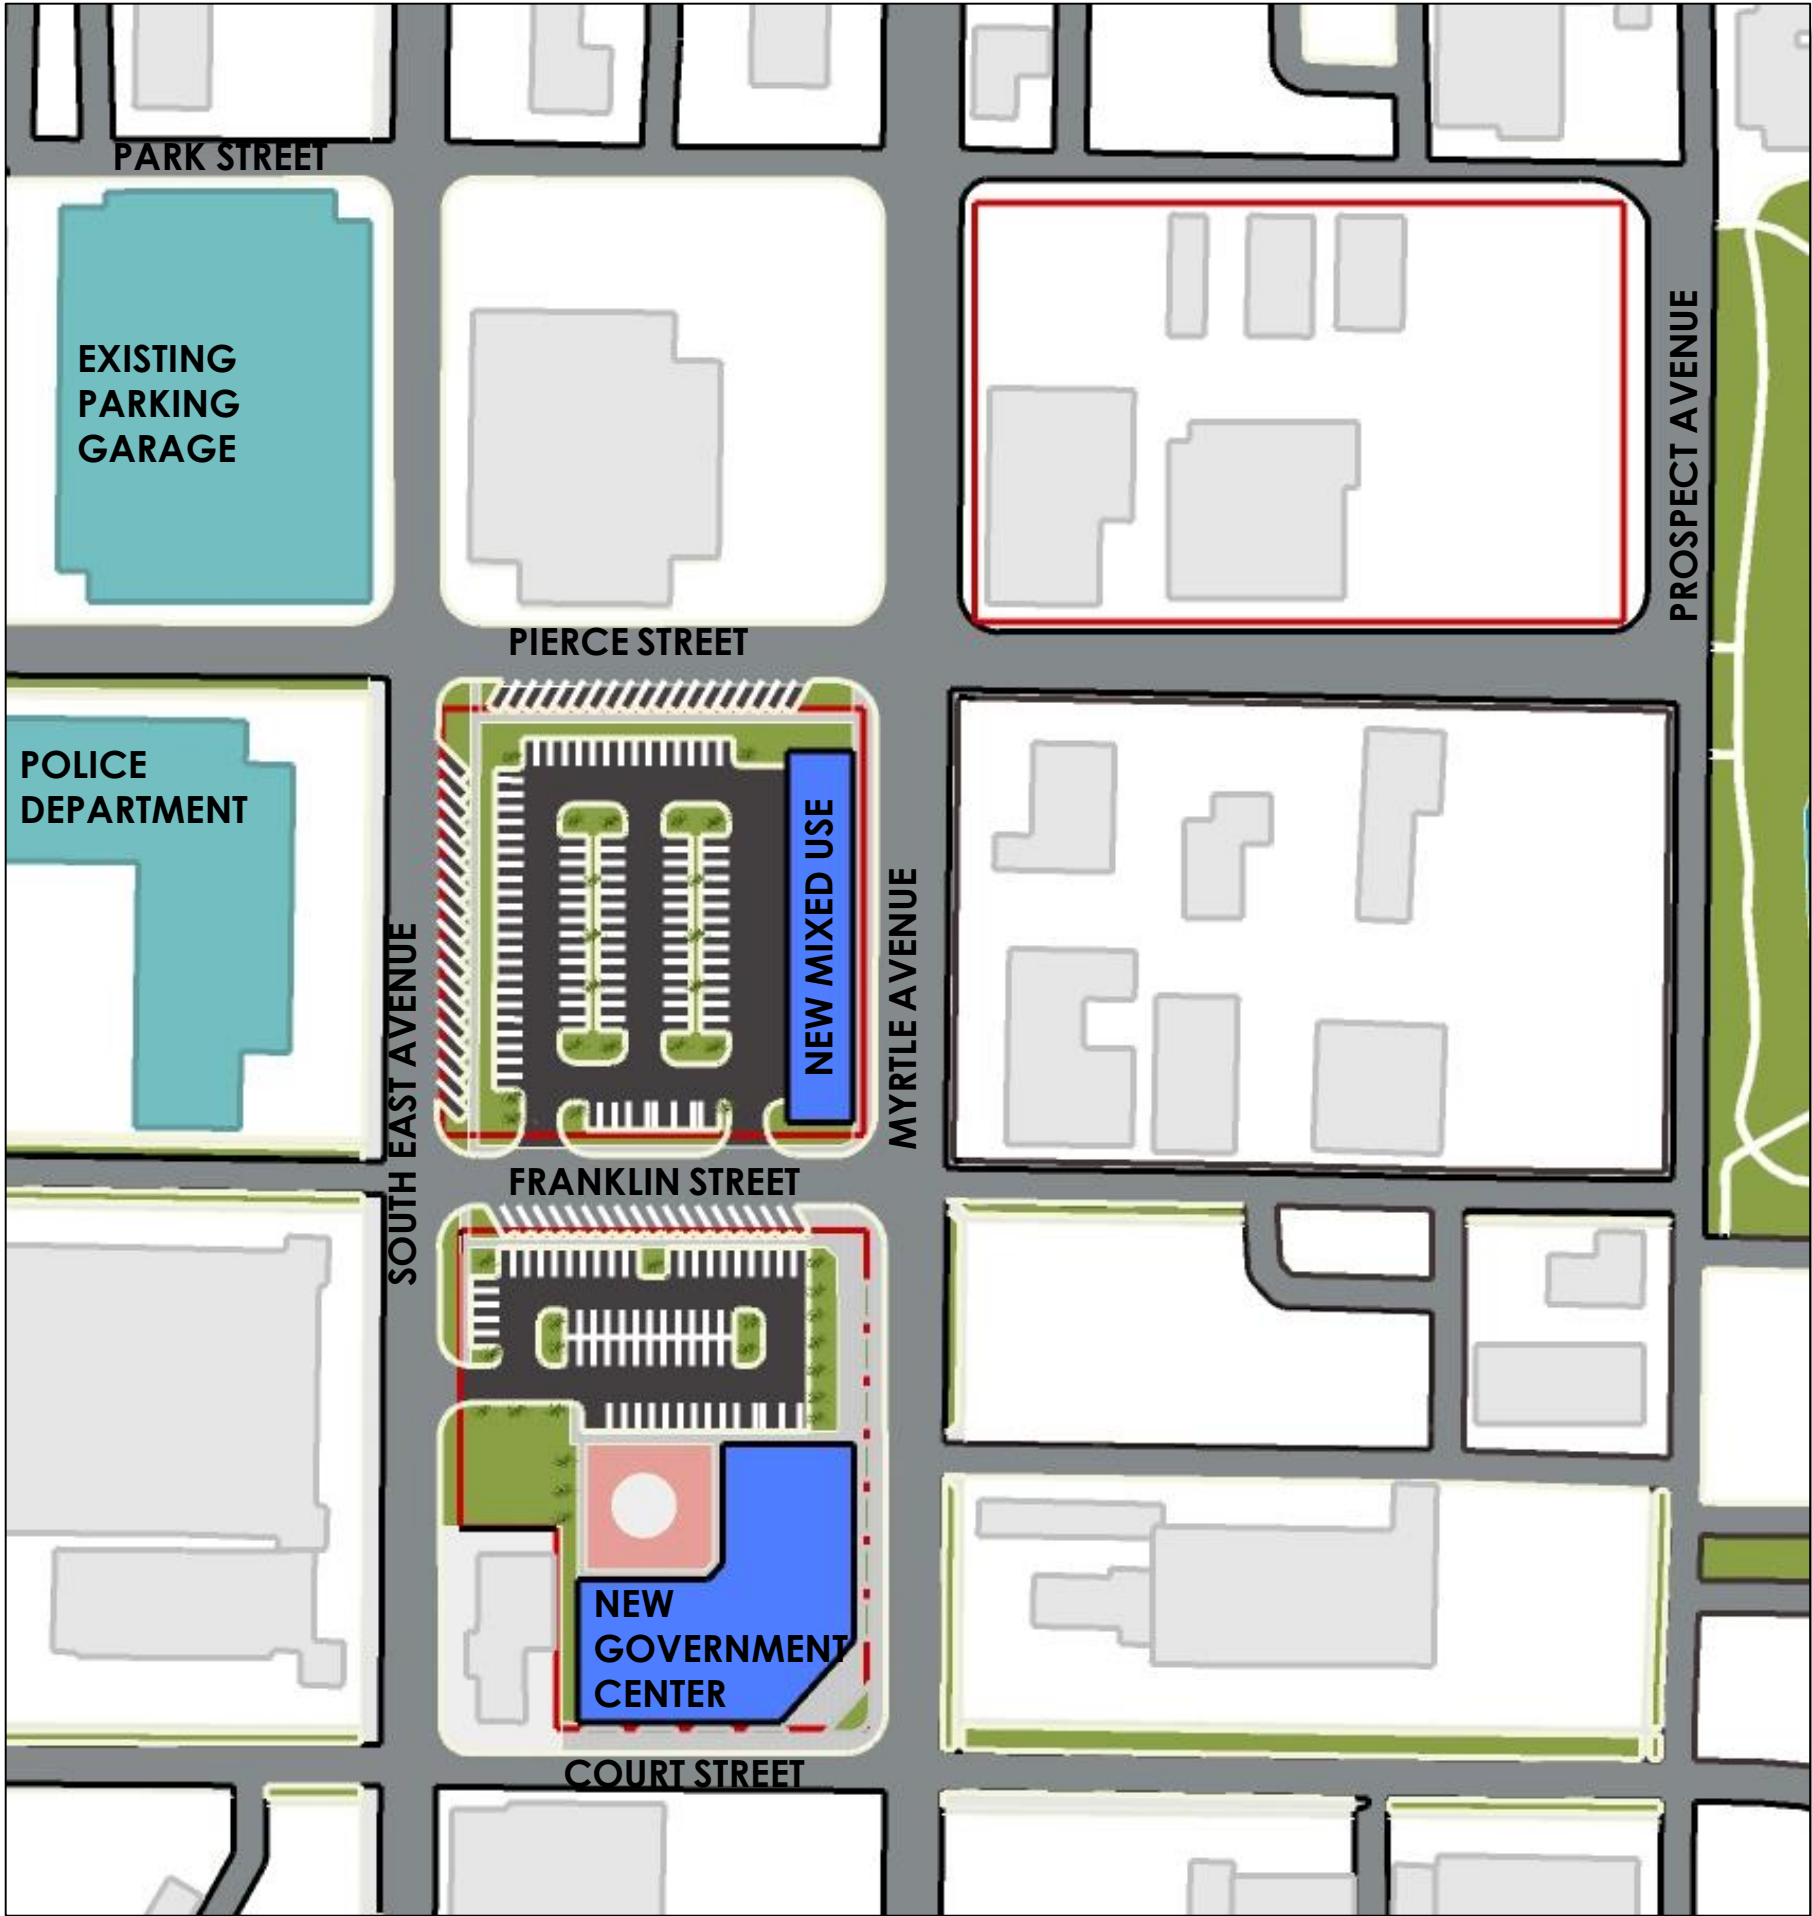 PARK STREET
EXISTING
PARKING
GARAGE
PROSPECT AVENUE
PIERCE STREET
POLICE
DEPARTMENT
NEW MIXED USE
MYRTLE AVENUE
SOUTH EAST AVENUE
FRANKLIN STREET
NEW
GOVERNMENT
CENTER
COURT STREET